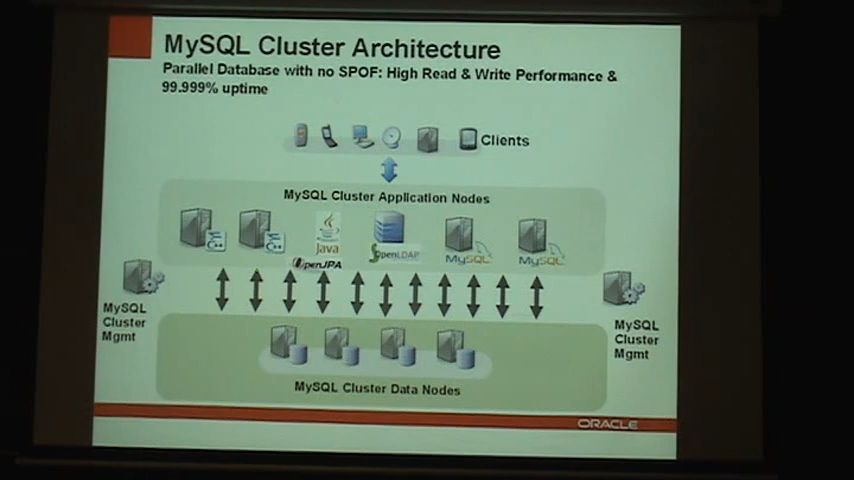 MySQL Cluster Architecture
Parallel Database with no SPOF: High Read & Write Performance &
99.999% uptime
Clients
MySQL Cluster Application Nodes
C++
C++
Java
OpenJPA
OpenLDAP
MySQL
MySQL
MySQL
Cluster
Mgmt
MySQL
Cluster
Mgmt
MySQL Cluster Data Nodes
ORACLE